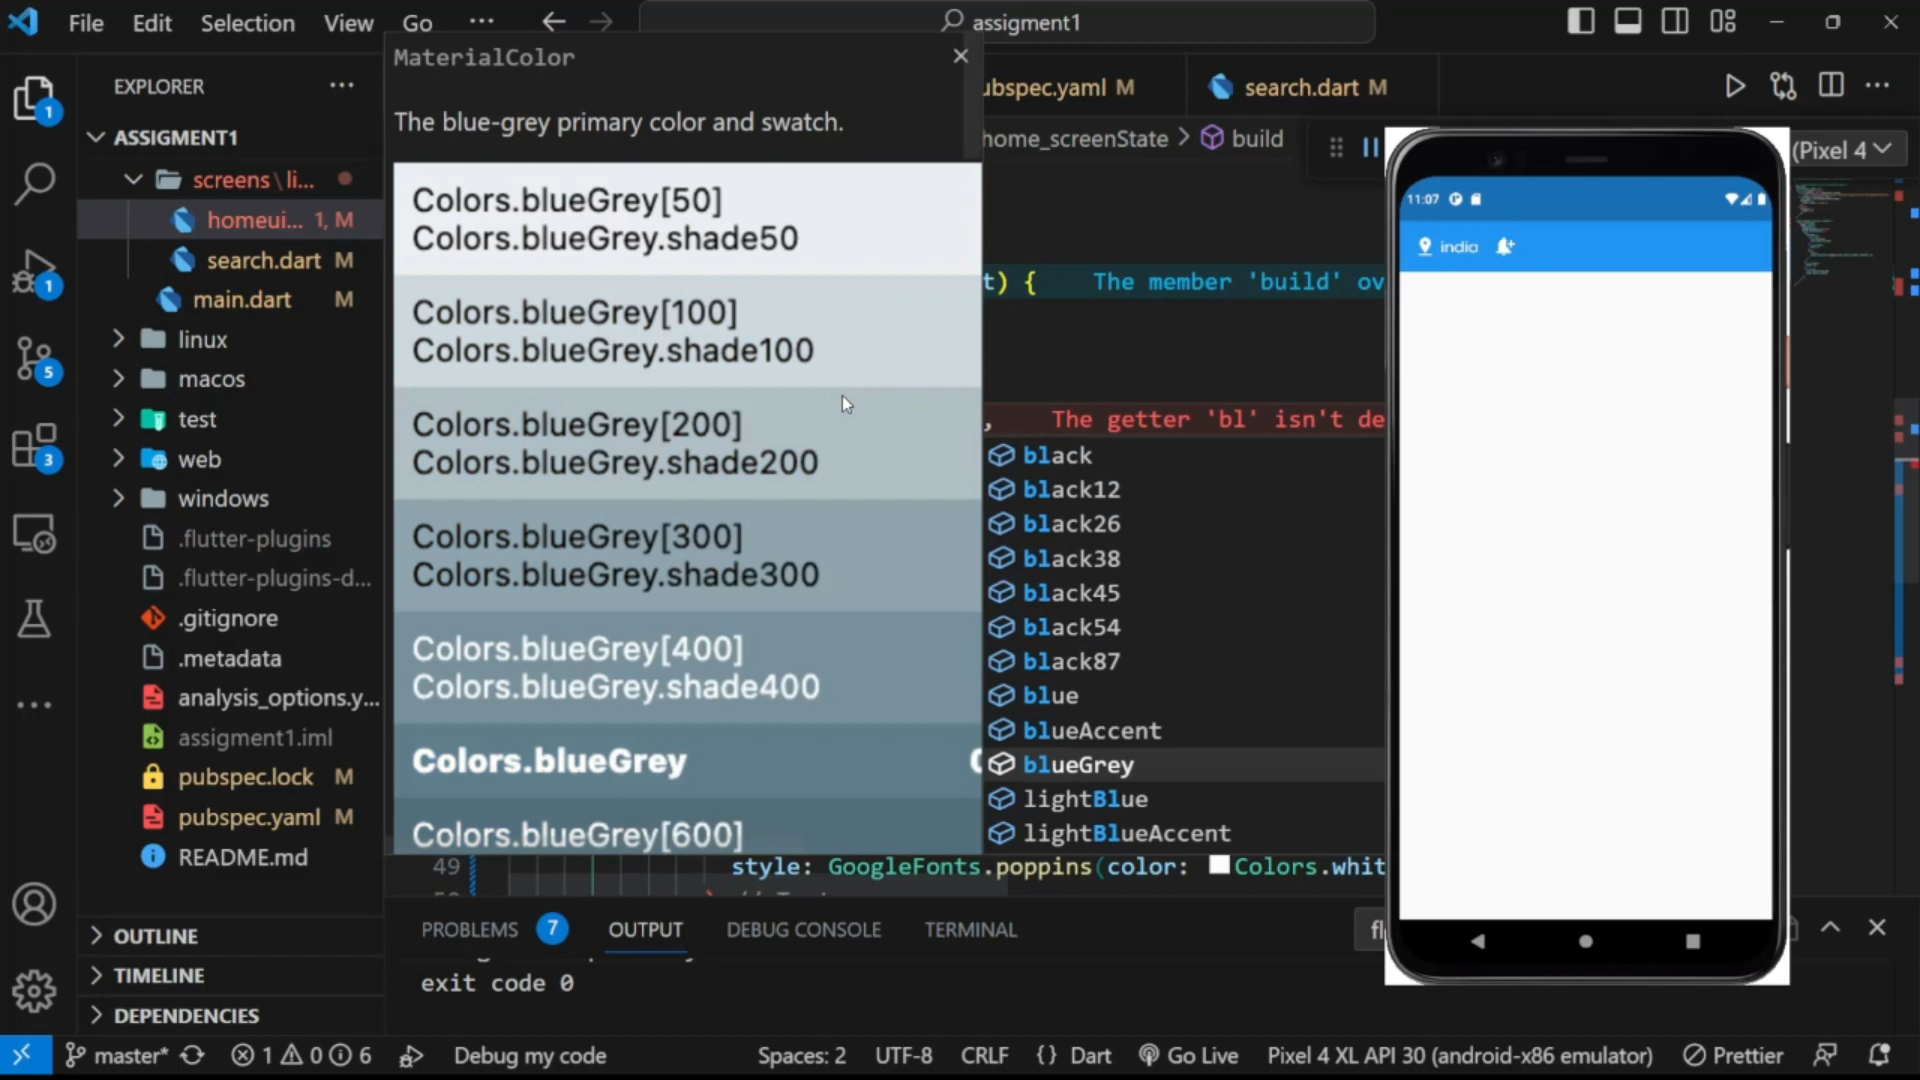 File Edit Selection View Go ··· assigment1
EXPLORER
ASSIGMENT1
screens\li...
homeui... 1, M
search.dart M
main.dart M
linux
macos
test
web
windows
.flutter-plugins
.flutter-plugins-d...
.gitignore
.metadata
analysis_options.y...
assigment1.iml
pubspec.lock M
pubspec.yaml M
README.md
OUTLINE
TIMELINE
DEPENDENCIES
1
1
5
3
MaterialColor
The blue-grey primary color and swatch.
Colors.blueGrey[50]
Colors.blueGrey.shade50
Colors.blueGrey[100]
Colors.blueGrey.shade100
Colors.blueGrey[200]
Colors.blueGrey.shade200
Colors.blueGrey[300]
Colors.blueGrey.shade300
Colors.blueGrey[400]
Colors.blueGrey.shade400
Colors.blueGrey
Colors.blueGrey[600]
ubspec.yaml M search.dart M
home_screenState > build
(Pixel 4
t) { The member 'build' ov
, The getter 'bl' isn't de
black
black12
black26
black38
black45
black54
black87
blue
blueAccent
blueGrey
lightBlue
lightBlueAccent
49 style: GoogleFonts.poppins(color: Colors.whit
11:07
india
PROBLEMS 7 OUTPUT DEBUG CONSOLE TERMINAL fl
exit code 0
master* 1 0 6 Debug my code Spaces: 2 UTF-8 CRLF {} Dart Go Live Pixel 4 XL API 30 (android-x86 emulator) Prettier